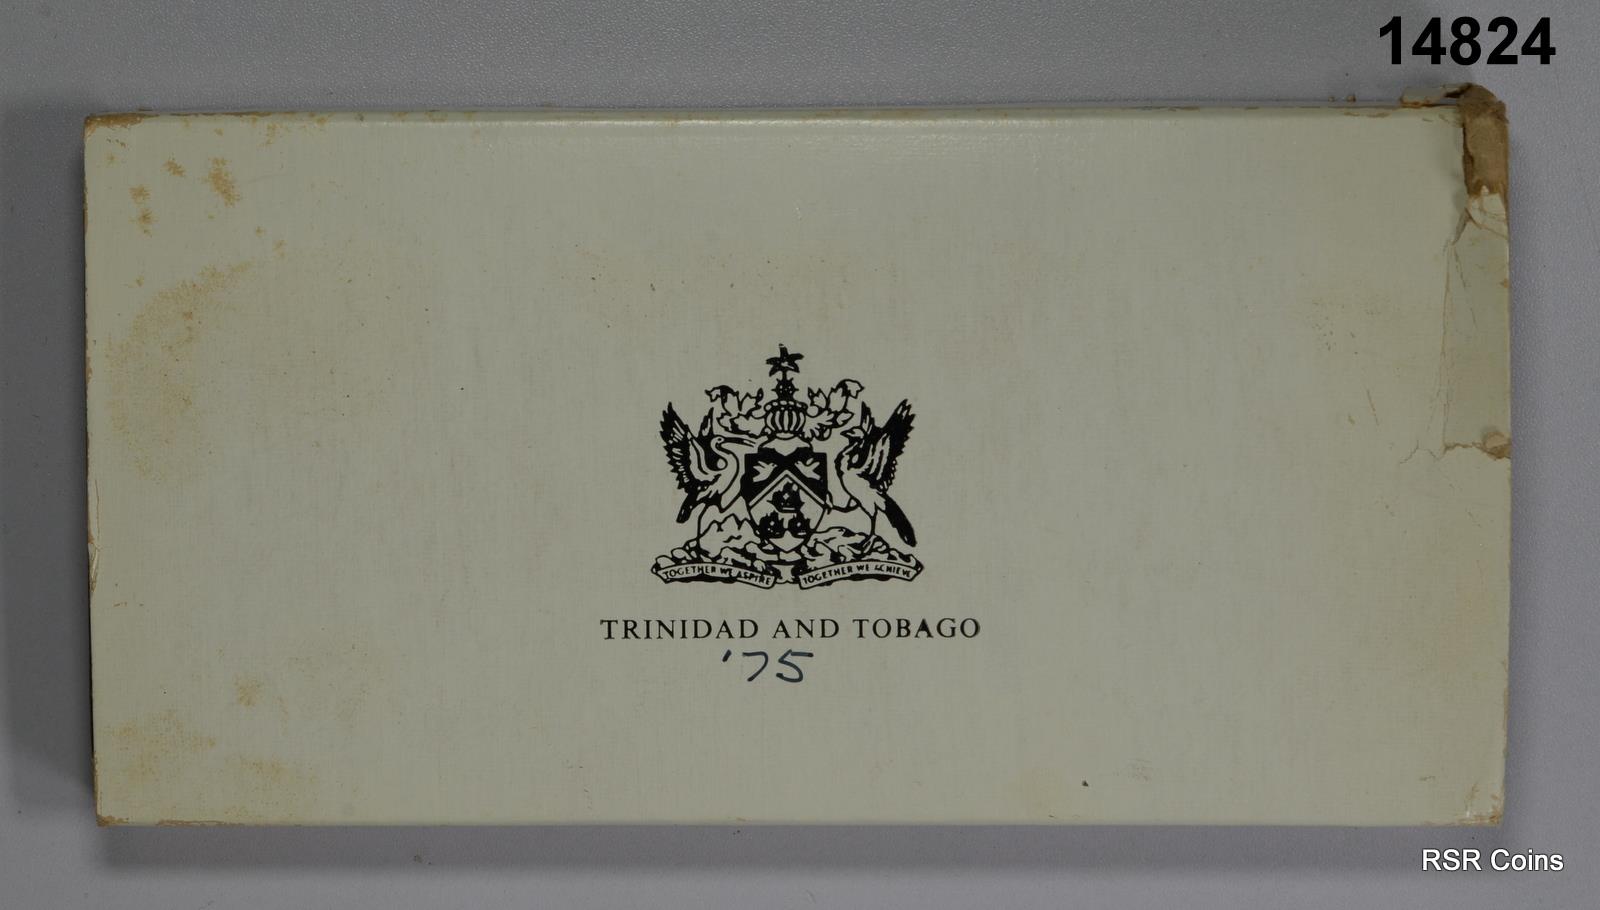 14824
TOGETHER WE ASPIRE TOGETHER WE ACHIEVE
TRINIDAD AND TOBAGO
'75
RSR Coins